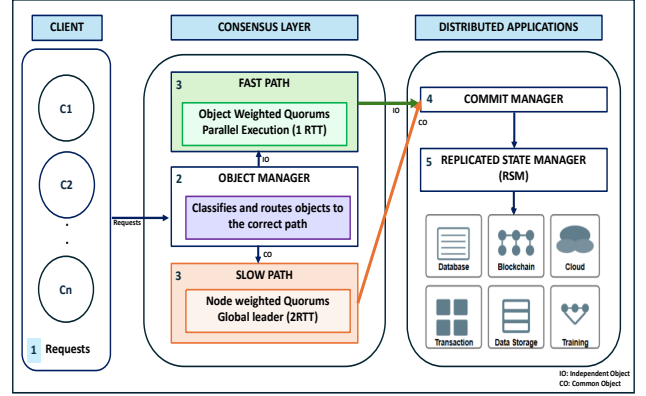 CLIENT
CONSENSUS LAYER
DISTRIBUTED APPLICATIONS
C1
C2
.
.
Cn
1 Requests
Requests
3 FAST PATH
Object Weighted Quorums
Parallel Execution (1 RTT)
IO
2 OBJECT MANAGER
Classifies and routes objects to
the correct path
CO
3 SLOW PATH
Node weighted Quorums
Global leader (2RTT)
IO
CO
4 COMMIT MANAGER
5 REPLICATED STATE MANAGER
(RSM)
Database
Blockchain
Cloud
Transaction
Data Storage
Training
IO: Independent Object
CO: Common Object